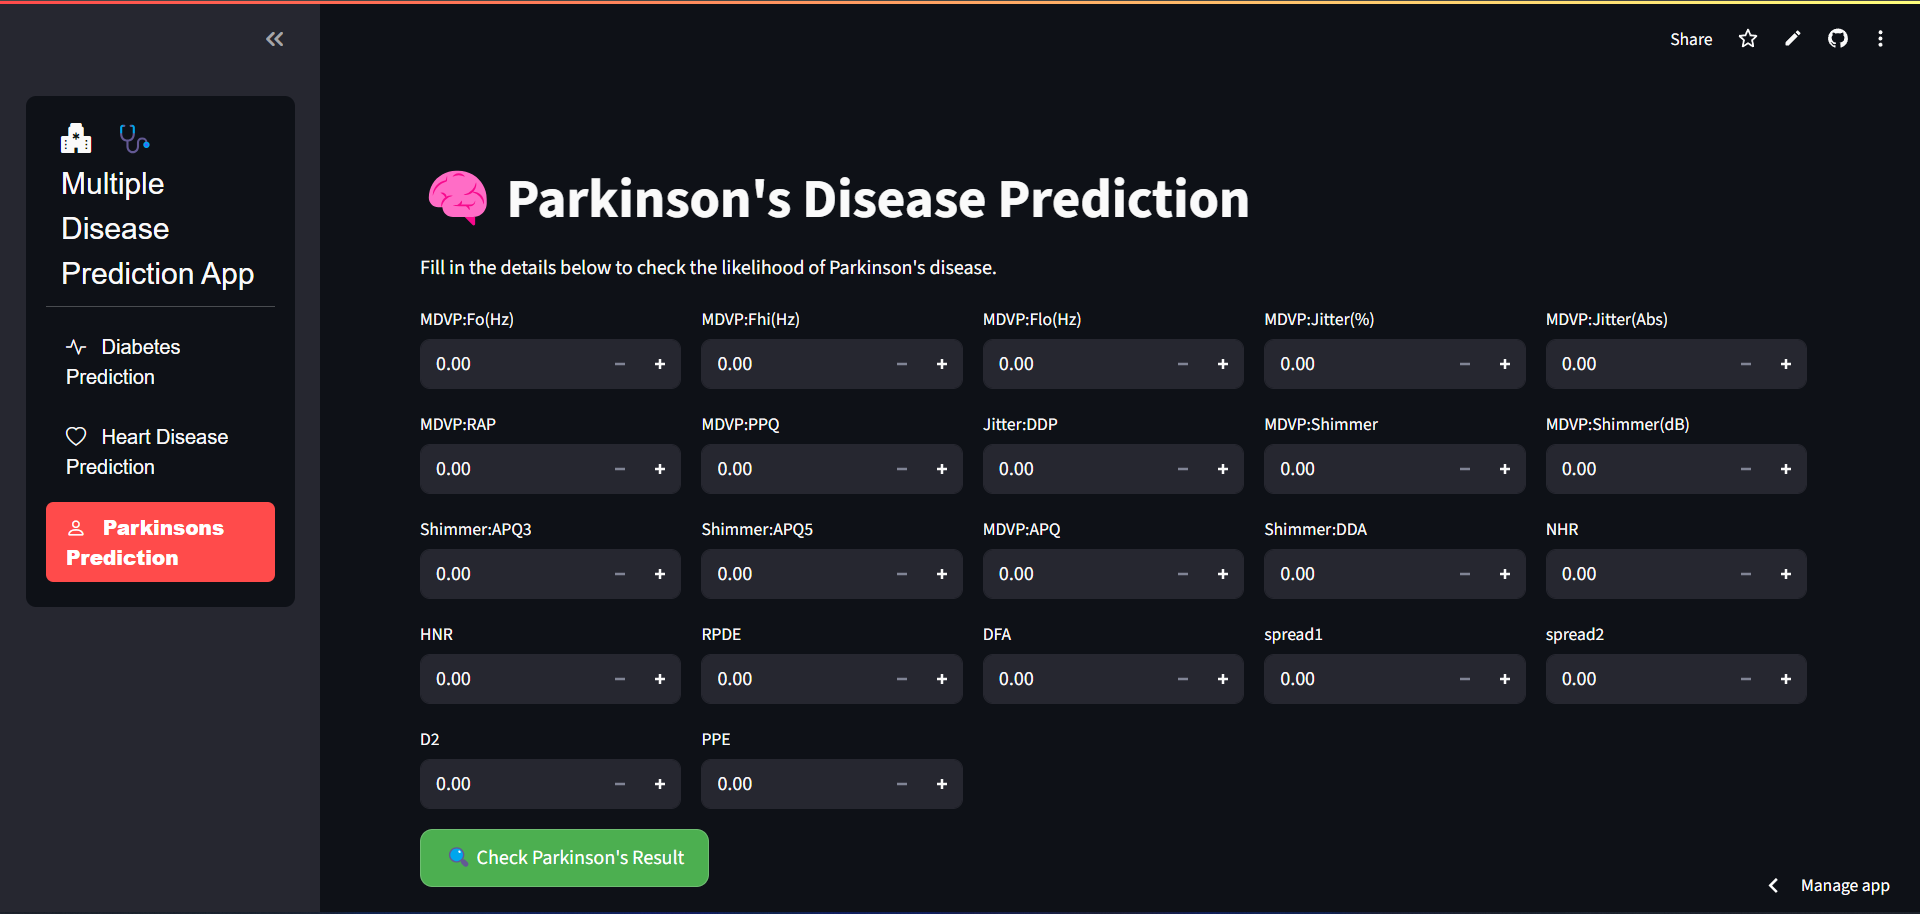 Share
Multiple
Disease
Prediction App
Diabetes
Prediction
Heart Disease
Prediction
Parkinsons
Prediction
Parkinson's Disease Prediction
Fill in the details below to check the likelihood of Parkinson's disease.
MDVP:Fo(Hz) MDVP:Fhi(Hz) MDVP:Flo(Hz) MDVP:Jitter(%) MDVP:Jitter(Abs)
0.00 0.00 0.00 0.00 0.00
MDVP:RAP MDVP:PPQ Jitter:DDP MDVP:Shimmer MDVP:Shimmer(dB)
0.00 0.00 0.00 0.00 0.00
Shimmer:APQ3 Shimmer:APQ5 MDVP:APQ Shimmer:DDA NHR
0.00 0.00 0.00 0.00 0.00
HNR RPDE DFA spread1 spread2
0.00 0.00 0.00 0.00 0.00
D2 PPE
0.00 0.00
Check Parkinson's Result
Manage app